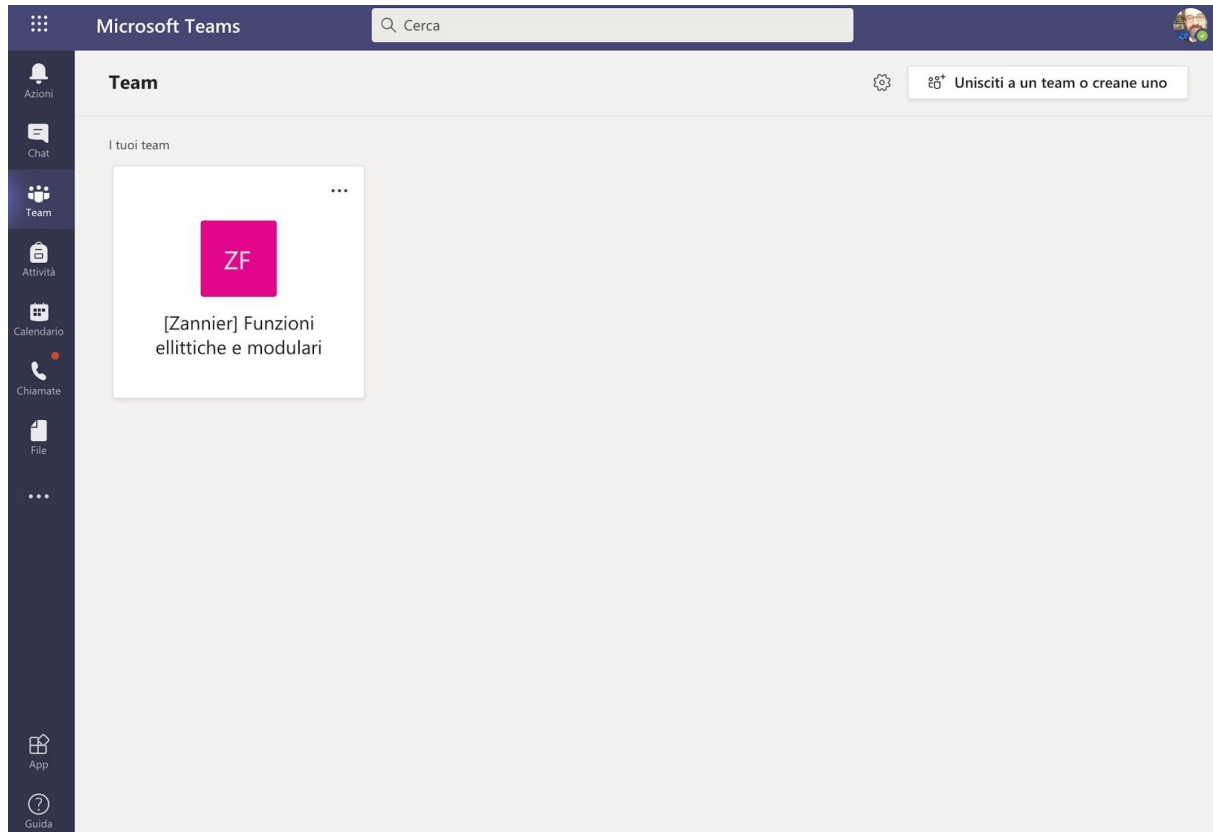 Microsoft Teams
Cerca
Azioni
Chat
Team
Attività
Calendario
Chiamate
File
App
Guida
Team
Unisciti a un team o creane uno
I tuoi team
ZF
[Zannier] Funzioni
ellittiche e modulari